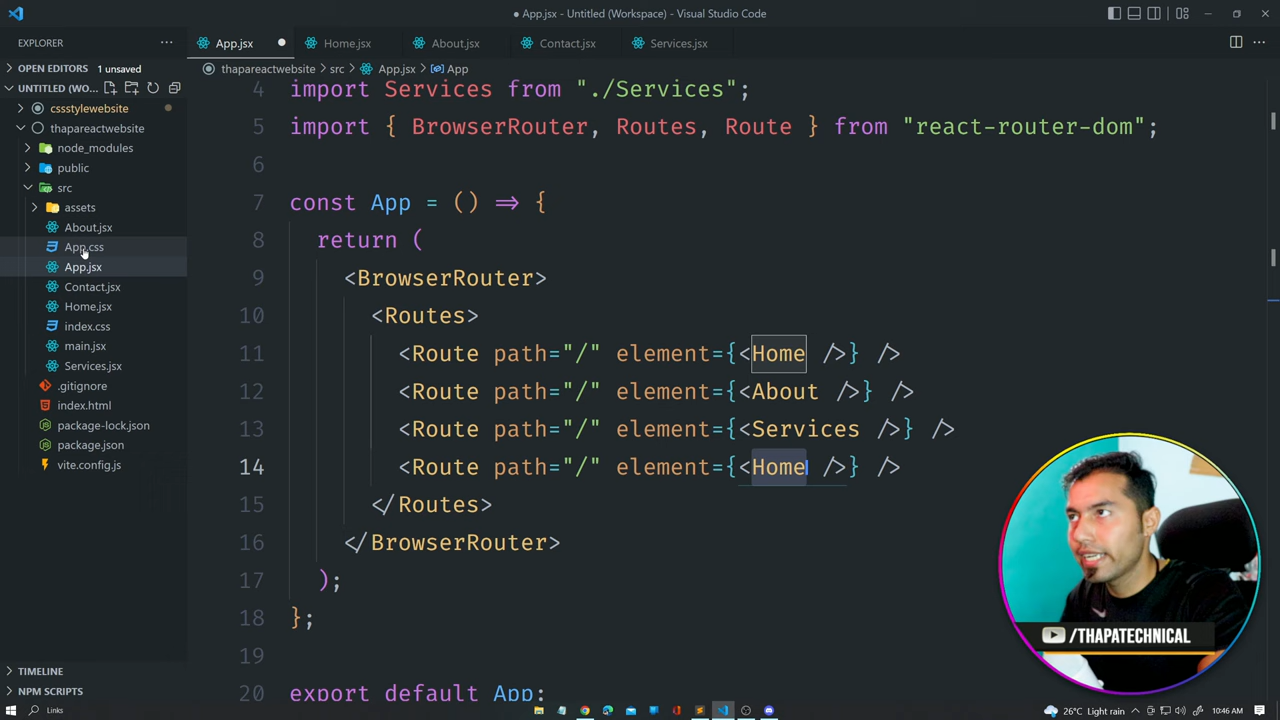 App.jsx - Untitled (Workspace) - Visual Studio Code
EXPLORER
App.jsx
Home.jsx
About.jsx
Contact.jsx
Services.jsx
OPEN EDITORS 1 unsaved
thapareactwebsite > src > App.jsx > App
UNTITLED (WO...
cssstylewebsite
thapareactwebsite
node_modules
public
src
assets
About.jsx
App.css
App.jsx
Contact.jsx
Home.jsx
index.css
main.jsx
Services.jsx
.gitignore
index.html
package-lock.json
package.json
vite.config.js
TIMELINE
NPM SCRIPTS
4 import Services from "./Services";
5 import { BrowserRouter, Routes, Route } from "react-router-dom";
6
7 const App = () => {
8 return (
9 <BrowserRouter>
10 <Routes>
11 <Route path="/" element={<Home />} />
12 <Route path="/" element={<About />} />
13 <Route path="/" element={<Services />} />
14 <Route path="/" element={<Home />} />
15 </Routes>
16 </BrowserRouter>
17 );
18 };
19
20 export default App;
/THAPATECHNICAL
Links
26°C Light rain
10:46 AM